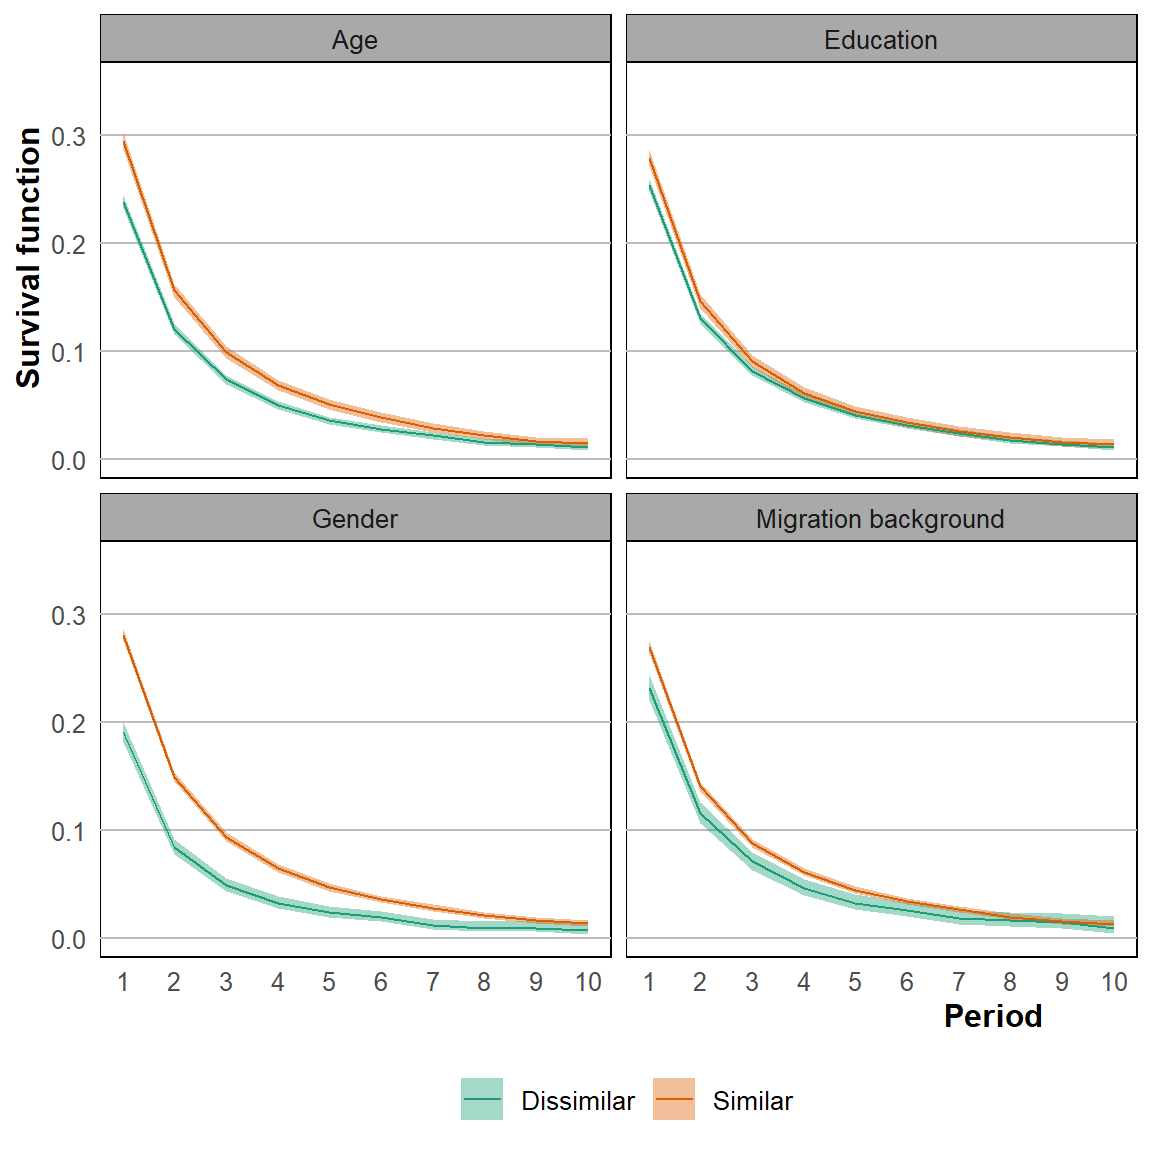 Age
Education
Survival function
0.3
0.2
0.1
0.0
Gender
Migration background
0.3
0.2
0.1
0.0
1 2 3 4 5 6 7 8 9 10
1 2 3 4 5 6 7 8 9 10
Period
Dissimilar
Similar